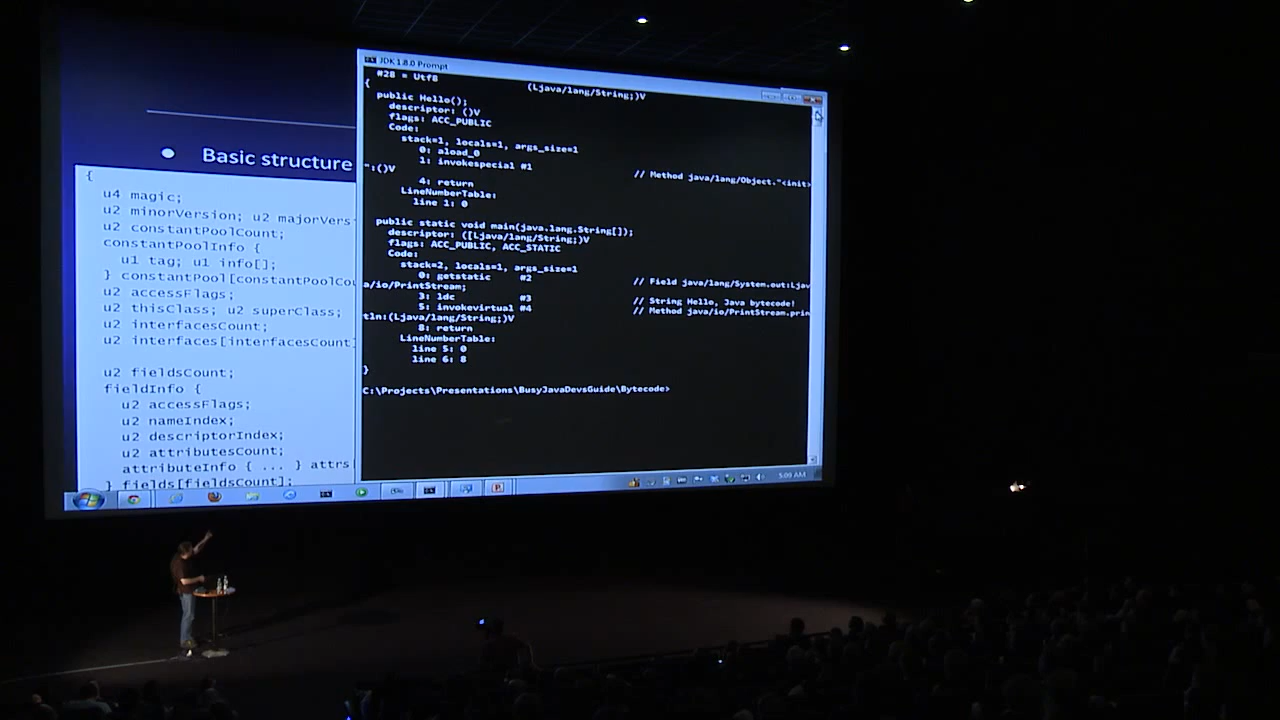 Basic structure
{
u4 magic;
u2 minorVersion; u2 majorVersi
u2 constantPoolCount;
constantPoolInfo {
u1 tag; u1 info[];
} constantPool[constantPoolCou
u2 accessFlags;
u2 thisClass; u2 superClass;
u2 interfacesCount;
u2 interfaces[interfacesCount]
u2 fieldsCount;
fieldInfo {
u2 accessFlags;
u2 nameIndex;
u2 descriptorIndex;
u2 attributesCount;
attributeInfo { ... } attrs[
} fields[fieldsCount];
JDK 1.8.0 Prompt
#28 = Utf8 (Ljava/lang/String;)V
{
public Hello();
descriptor: ()V
flags: ACC_PUBLIC
Code:
stack=1, locals=1, args_size=1
0: aload_0
1: invokespecial #1 // Method java/lang/Object."<init>
":()V
4: return
LineNumberTable:
line 1: 0
public static void main(java.lang.String[]);
descriptor: ([Ljava/lang/String;)V
flags: ACC_PUBLIC, ACC_STATIC
Code:
stack=2, locals=1, args_size=1
0: getstatic #2 // Field java/lang/System.out:Ljav
a/io/PrintStream;
3: ldc #3 // String Hello, Java bytecode!
5: invokevirtual #4 // Method java/io/PrintStream.prin
tln:(Ljava/lang/String;)V
8: return
LineNumberTable:
line 5: 0
line 6: 8
}
C:\Projects\Presentations\BusyJavaDevsGuide\Bytecode>
5:09 AM